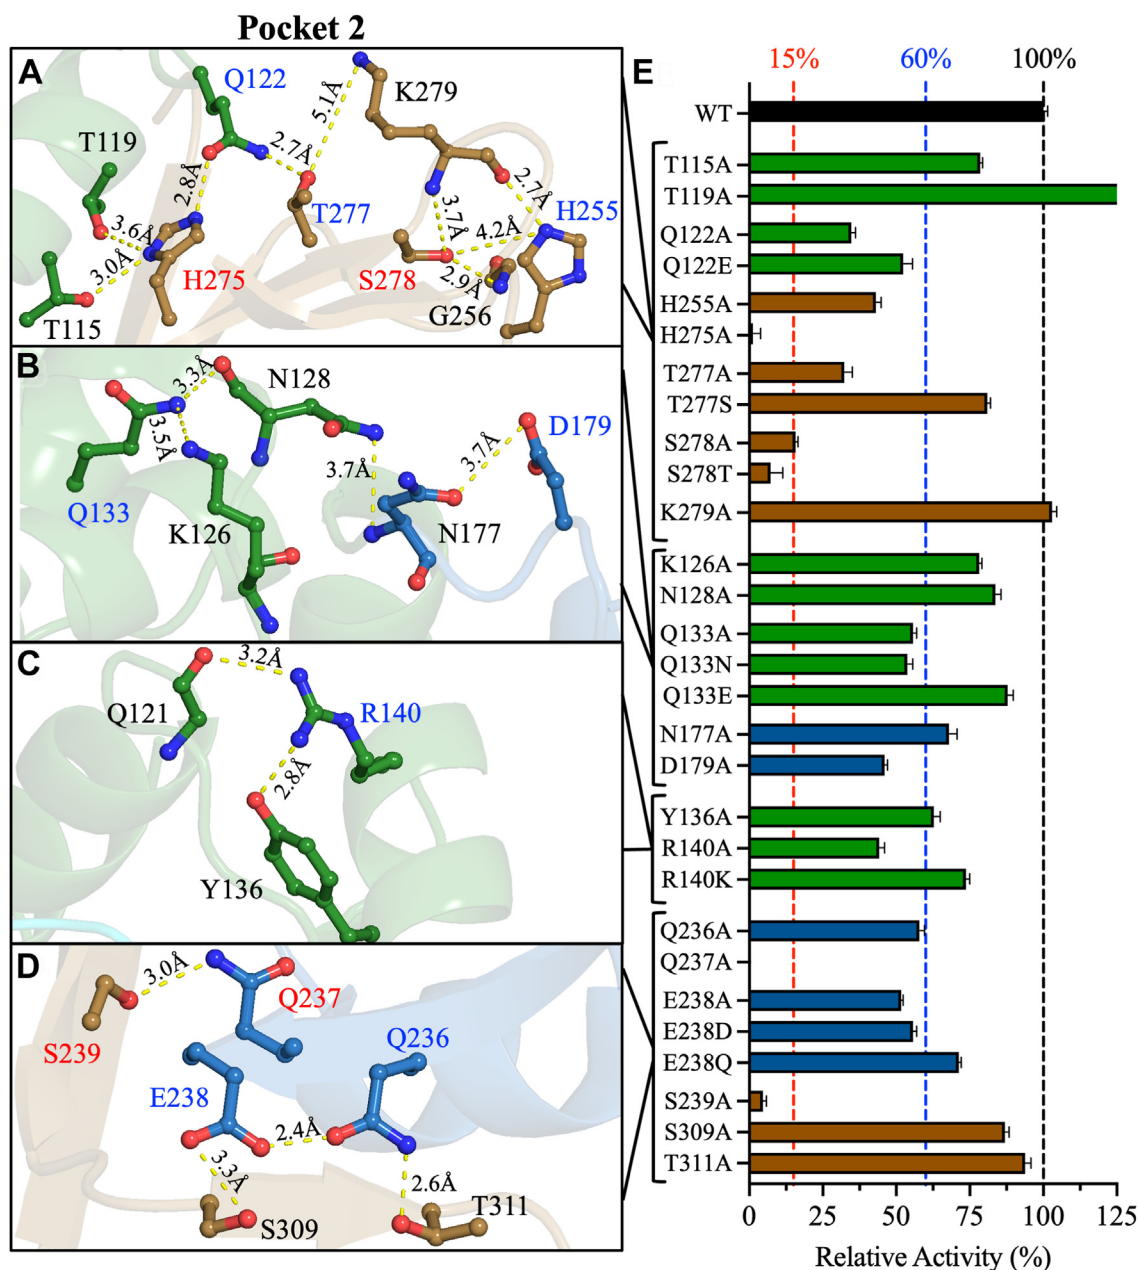 Pocket 2
A
Q122
K279
T119
5.1Å
2.7Å
2.8Å
2.7Å
T277
H255
3.6Å
3.7Å
4.2Å
3.0Å
H275
S278
2.9Å
G256
T115
B
3.3Å
N128
D179
3.5Å
3.7Å
3.7Å
Q133
K126
N177
C
3.2Å
Q121
R140
2.8Å
Y136
D
3.0Å
Q237
S239
Q236
E238
2.4Å
3.3Å
2.6Å
T311
S309
E
15% 60% 100%
WT
T115A
T119A
Q122A
Q122E
H255A
H275A
T277A
T277S
S278A
S278T
K279A
K126A
N128A
Q133A
Q133N
Q133E
N177A
D179A
Y136A
R140A
R140K
Q236A
Q237A
E238A
E238D
E238Q
S239A
S309A
T311A
0 25 50 75 100 125
Relative Activity (%)